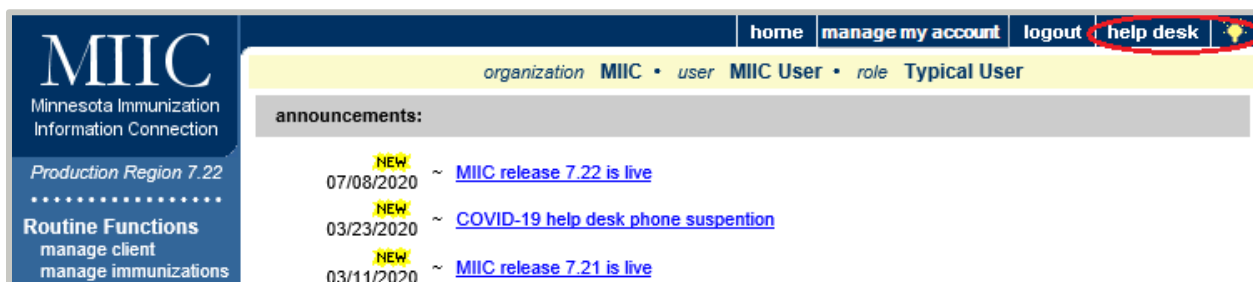 MIIC
Minnesota Immunization
Information Connection
Production Region 7.22
Routine Functions
manage client
manage immunizations
home manage my account logout help desk
organization MIIC • user MIIC User • role Typical User
announcements:
NEW
07/08/2020 ~ MIIC release 7.22 is live
NEW
03/23/2020 ~ COVID-19 help desk phone suspention
NEW
03/11/2020 ~ MIIC release 7.21 is live